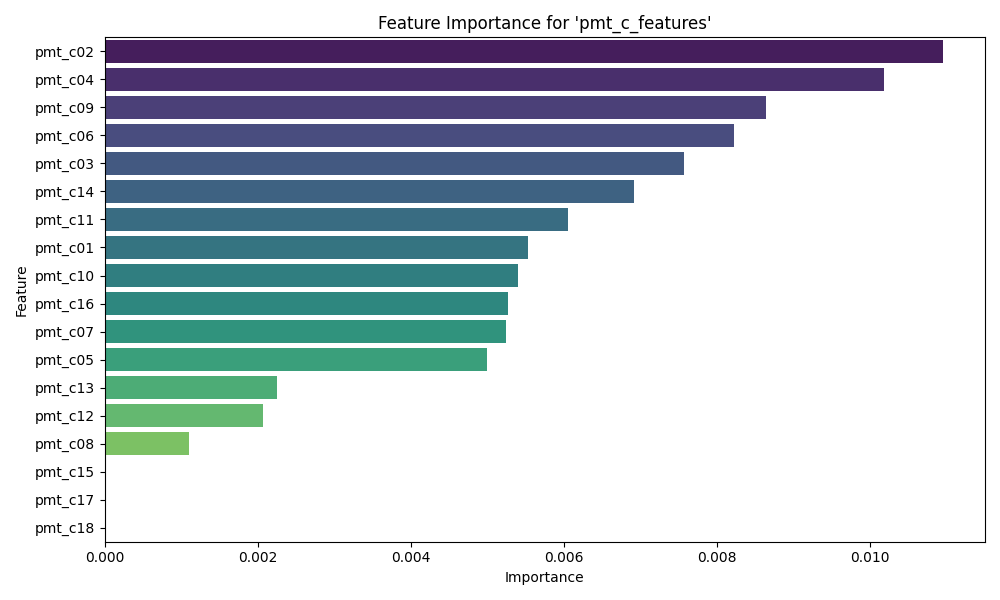 Feature Importance for 'pmt_c_features'
Feature
pmt_c02
pmt_c04
pmt_c09
pmt_c06
pmt_c03
pmt_c14
pmt_c11
pmt_c01
pmt_c10
pmt_c16
pmt_c07
pmt_c05
pmt_c13
pmt_c12
pmt_c08
pmt_c15
pmt_c17
pmt_c18
0.000 0.002 0.004 0.006 0.008 0.010
Importance